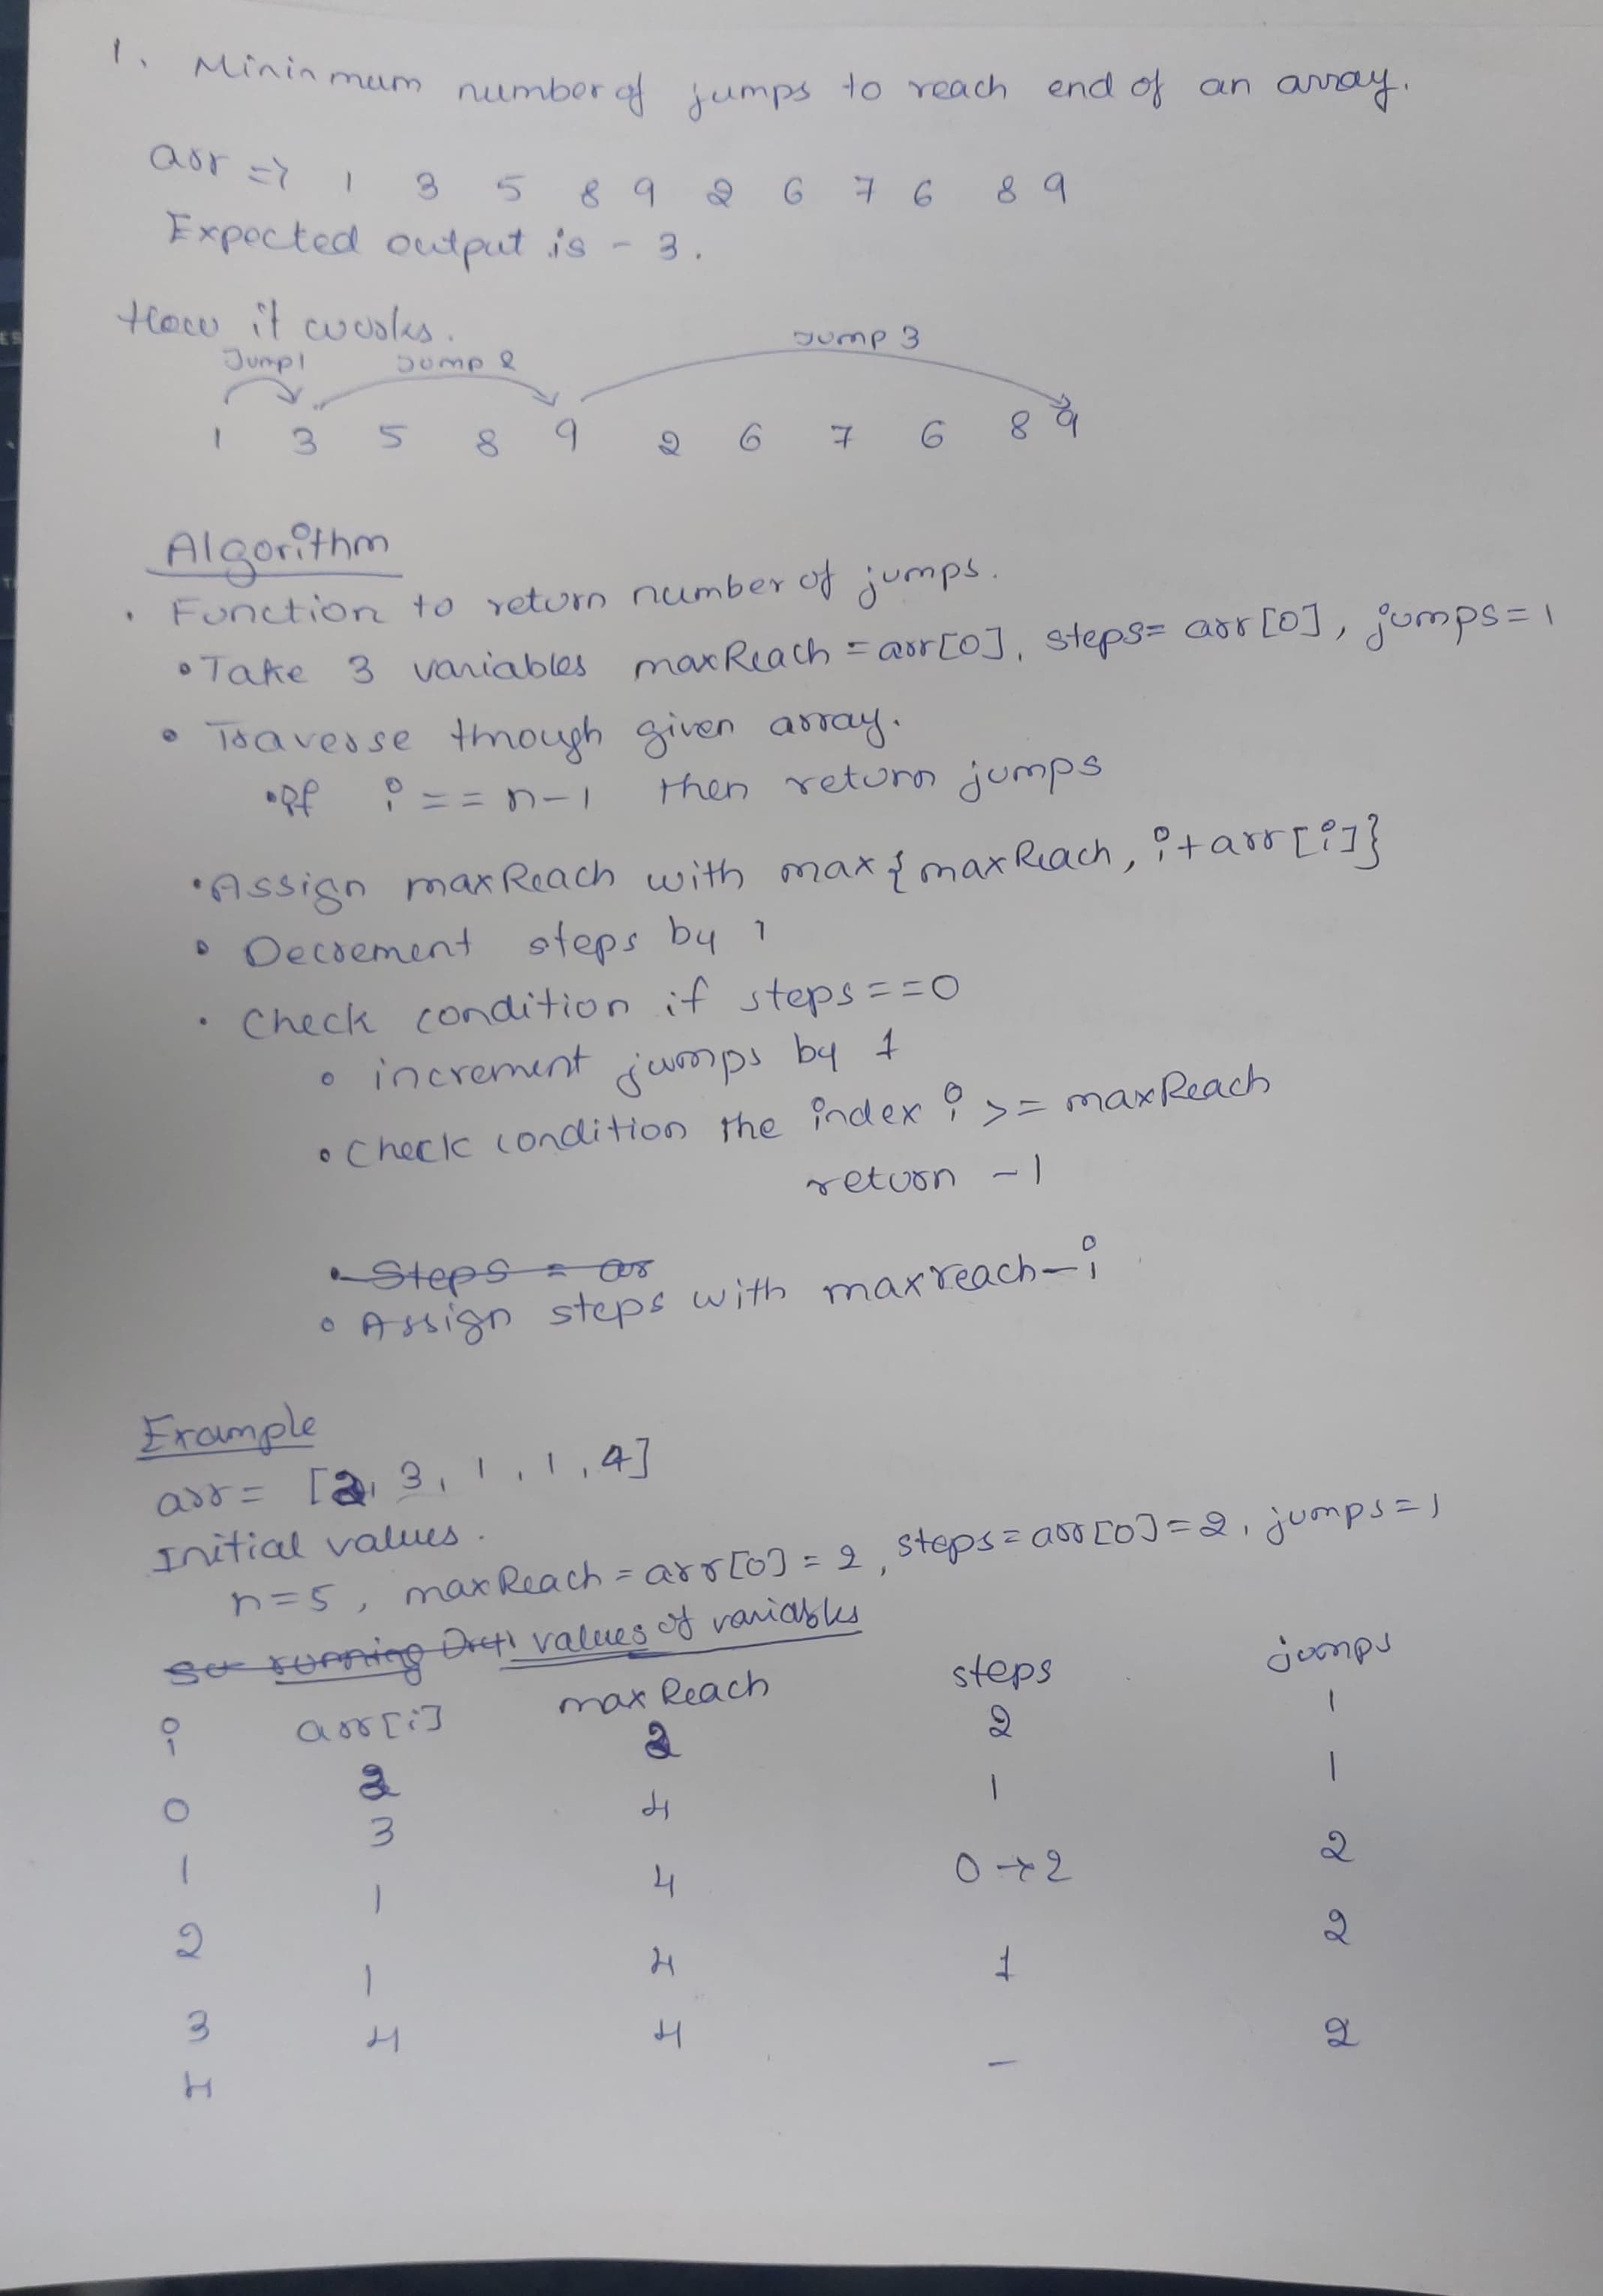 1. Mininmum number of jumps to reach end of an array.
arr => 1 3 5 8 9 2 6 7 6 8 9
Expected output is - 3.
How it works.
Jump1 Jump 2 Jump 3
1 3 5 8 9 2 6 7 6 8 9
Algorithm
• Function to return number of jumps.
• Take 3 variables maxReach = arr[0], steps= arr[0], jumps=1
• Traverse through given array.
• If i == n-1 then return jumps
• Assign maxReach with max{maxReach, i+arr[i]}
• Decrement steps by 1
• Check condition if steps==0
• increment jumps by 1
• Check condition the index i >= maxReach
return -1
• Steps = ar
• Assign steps with maxreach-i
Example
arr= [2, 3, 1, 1, 4]
Initial values.
n=5, maxReach = arr[0] = 2, steps=arr[0]=2, jumps=1
running values of variables
i arr[i] maxReach steps jumps
0 2 2 2 1
1 3 4 1 1
2 1 4 0→2 2
3 1 4 1 2
4 4 4 - 2